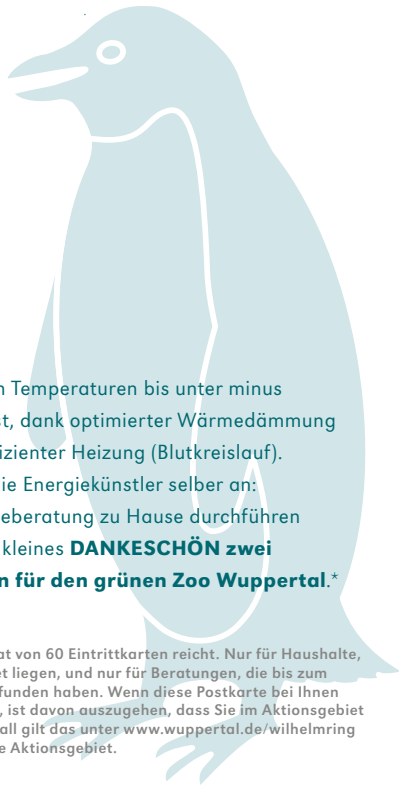 n Temperaturen bis unter minus
st, dank optimierter Wärmedämmung
izienter Heizung (Blutkreislauf).
ie Energiekünstler selber an:
eberatung zu Hause durchführen
kleines DANKESCHÖN zwei
n für den grünen Zoo Wuppertal.*
at von 60 Eintrittkarten reicht. Nur für Haushalte,
et liegen, und nur für Beratungen, die bis zum
funden haben. Wenn diese Postkarte bei Ihnen
, ist davon auszugehen, dass Sie im Aktionsgebiet
all gilt das unter www.wuppertal.de/wilhelmring
e Aktionsgebiet.